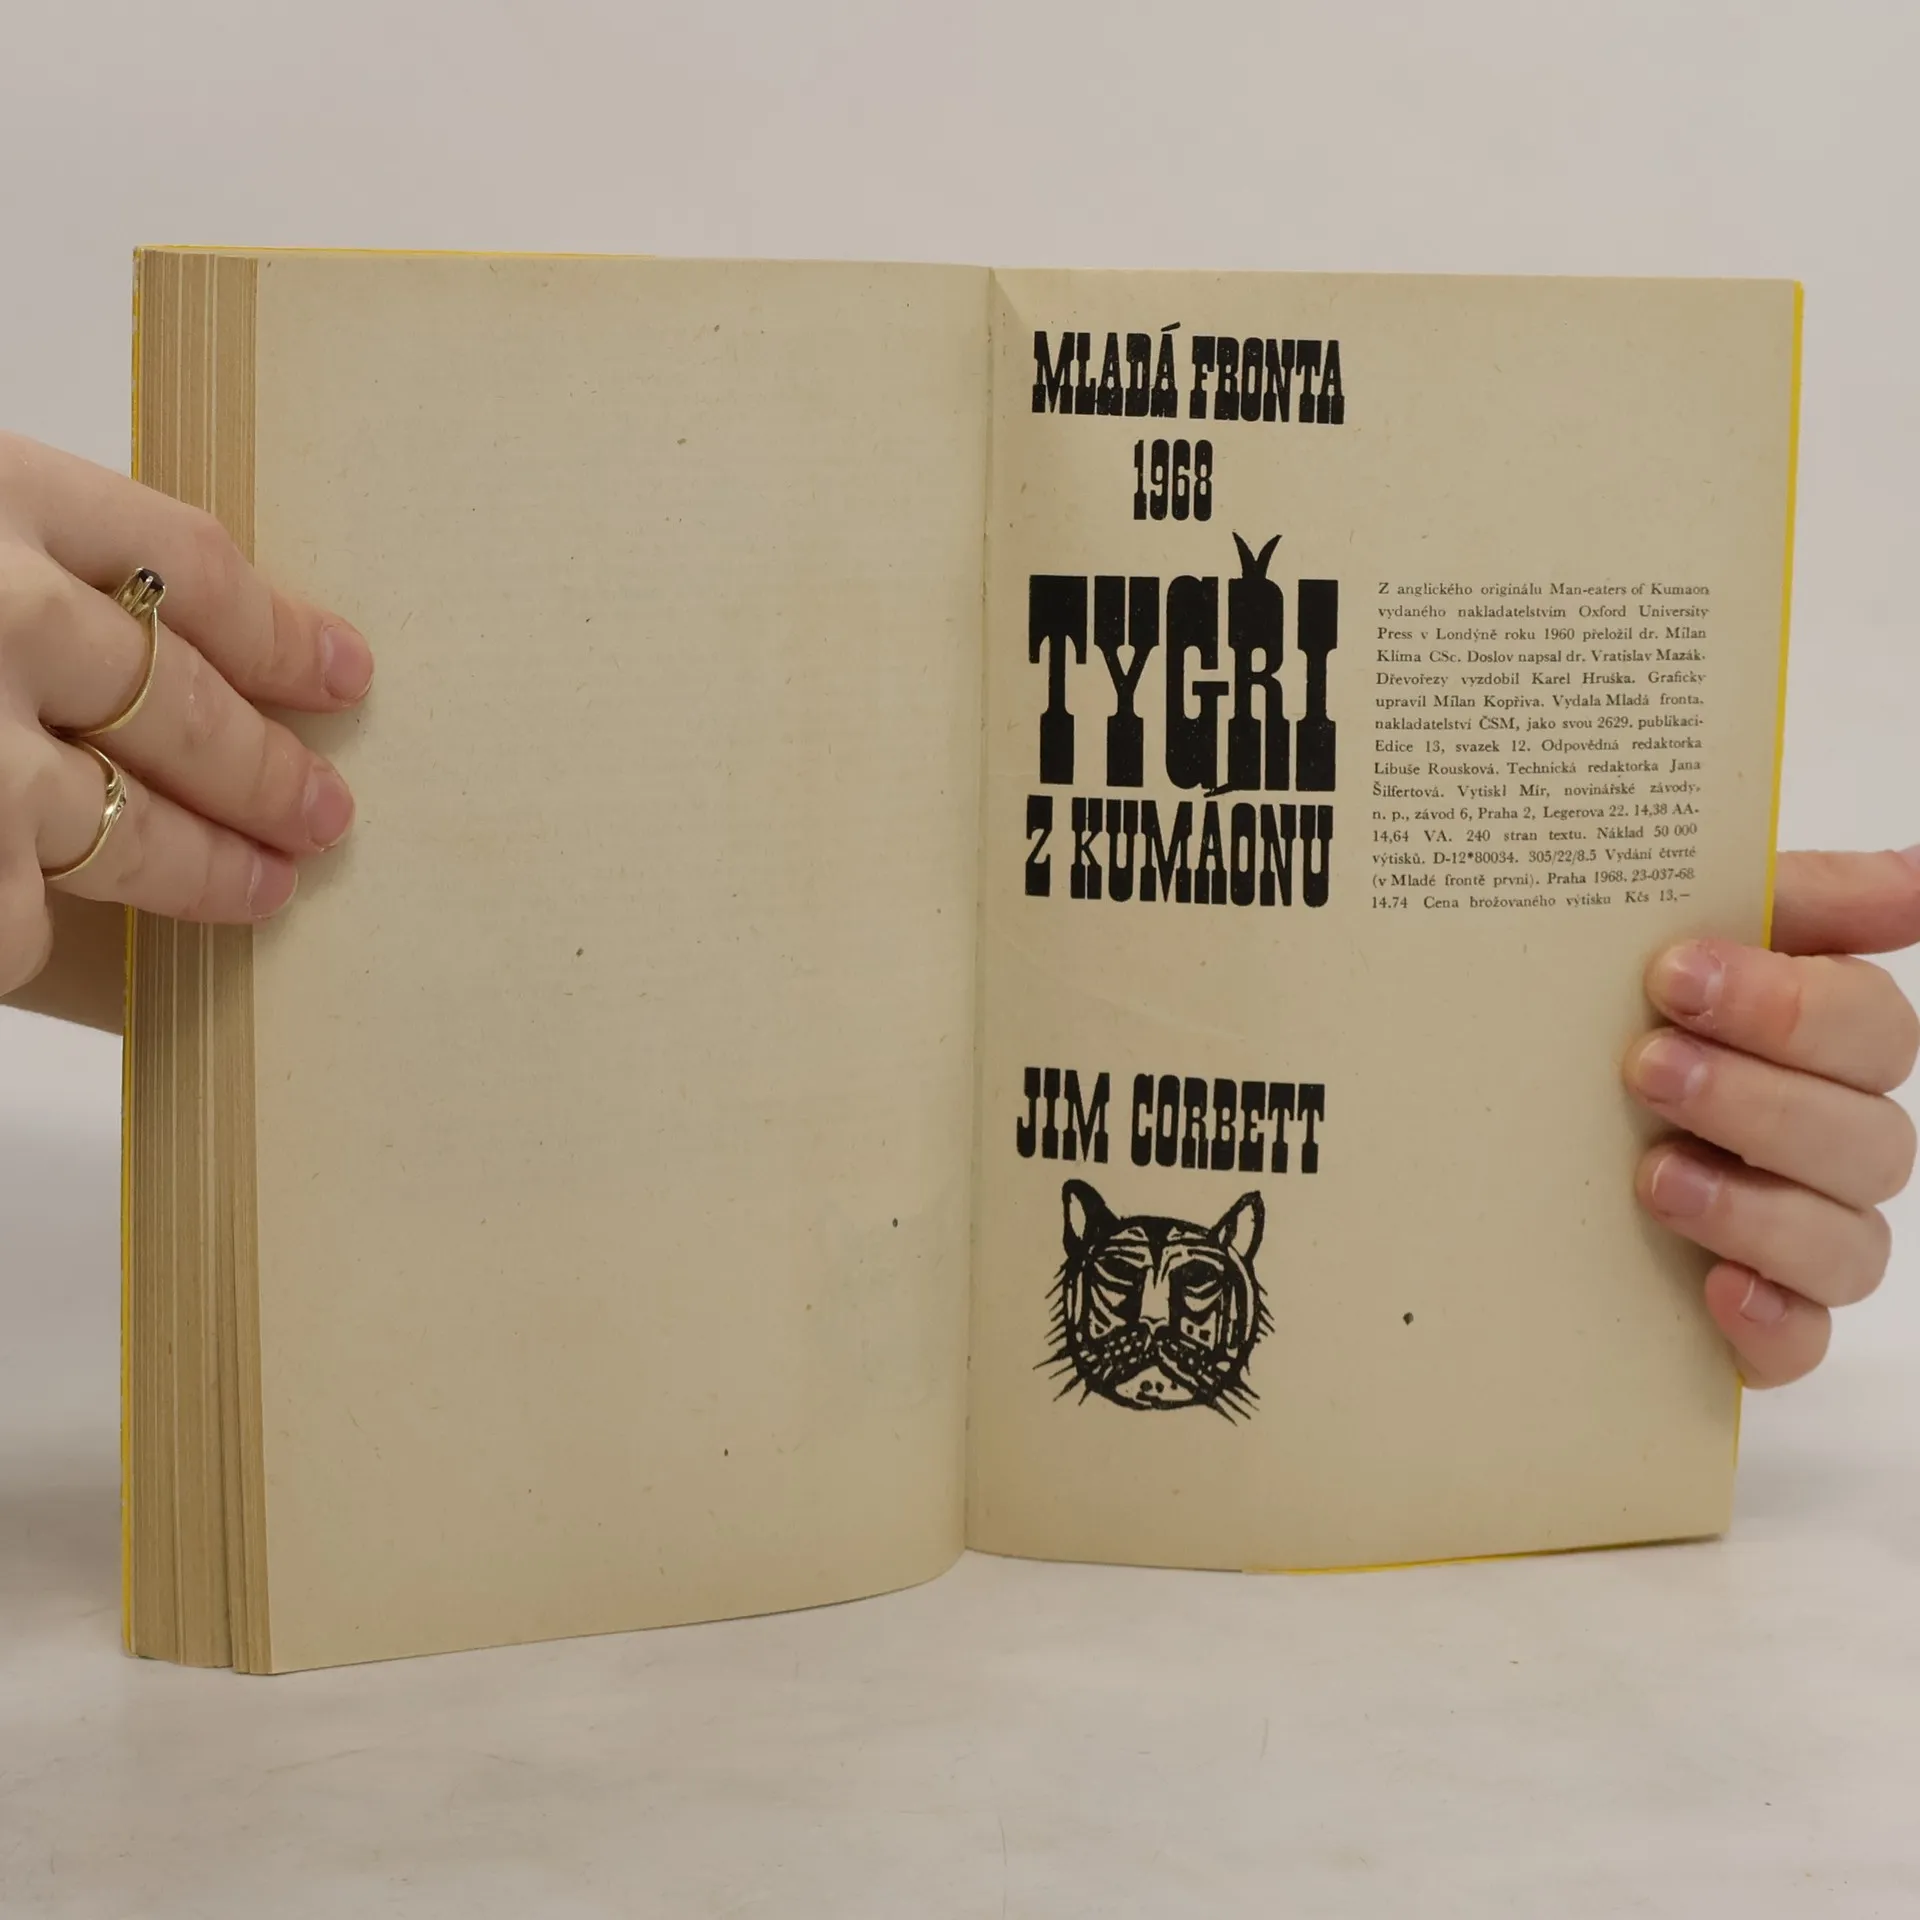 MLADÁ FRONTA
1968
TYGŘI
Z KUMÁONU
Z anglického originálu Man-eaters of Kumaon
vydaného nakladatelstvím Oxford University
Press v Londýně roku 1960 přeložil dr. Milan
Klíma CSc. Doslov napsal dr. Vratislav Mazák.
Dřevořezy vyzdobil Karel Hruška. Graficky
upravil Milan Kopřiva. Vydala Mladá fronta,
nakladatelství ČSM, jako svou 2629. publikaci.
Edice 13, svazek 12. Odpovědná redaktorka
Libuše Rousková. Technická redaktorka Jana
Šilfertová. Vytiskl Mír, novinářské závody,
n. p., závod 6, Praha 2, Legerova 22. 14,38 AA.
14,64 VA. 240 stran textu. Náklad 50 000
výtisků. D-12*80034. 305/22/8.5 Vydání čtvrté
(v Mladé frontě první). Praha 1968. 23-037-68
14.74 Cena brožovaného výtisku Kčs 13,—
JIM CORBETT